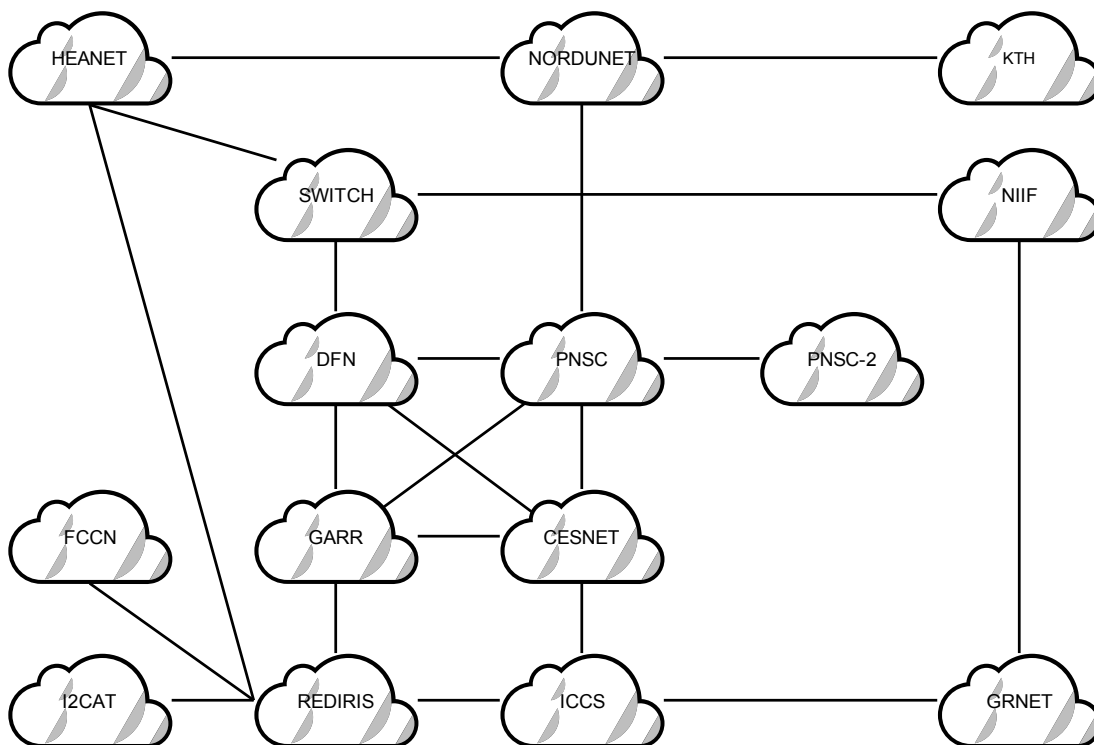 HEANET
NORDUNET
KTH
SWITCH
NIIF
DFN
PNSC
PNSC-2
FCCN
GARR
CESNET
I2CAT
REDIRIS
ICCS
GRNET